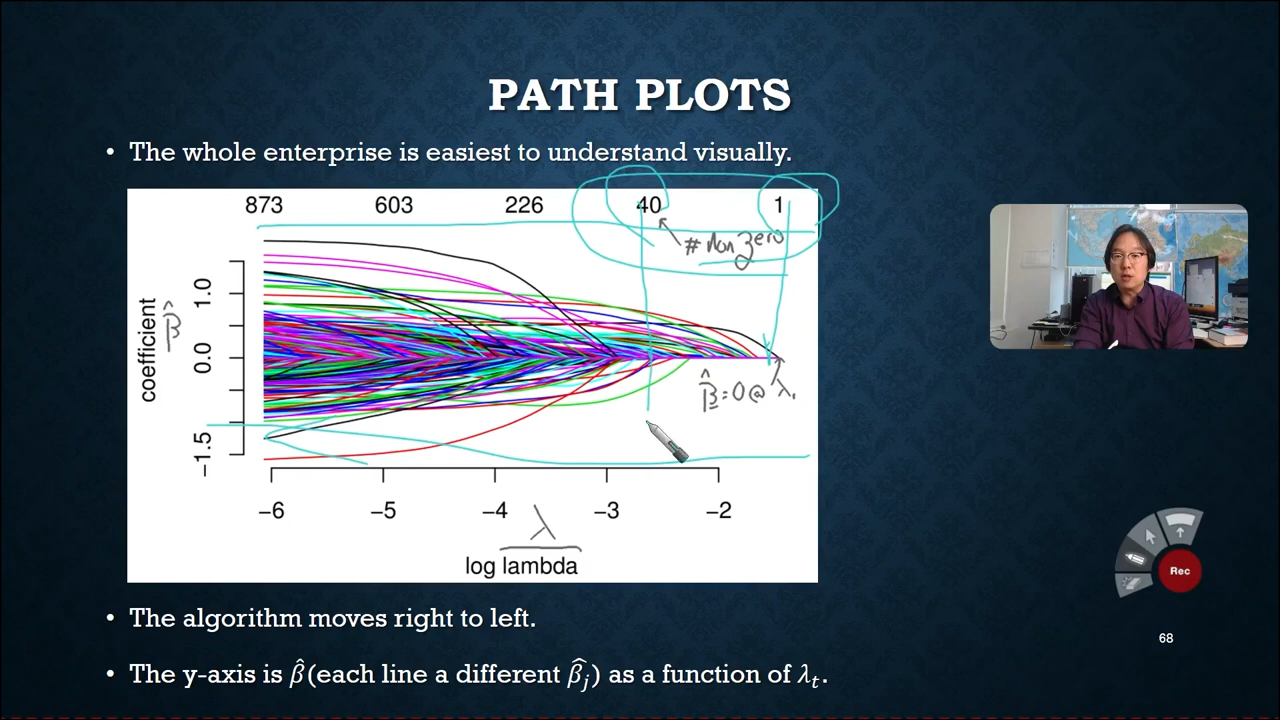 PATH PLOTS
• The whole enterprise is easiest to understand visually.
873 603 226 40 1
# Non zero
coefficient
β̂
1.0
0.0
−1.5
β̂ = 0 @ λ₁
−6 −5 −4 −3 −2
λ
log lambda
Rec
• The algorithm moves right to left.
68
• The y-axis is β̂ (each line a different β̂ⱼ) as a function of λₜ.